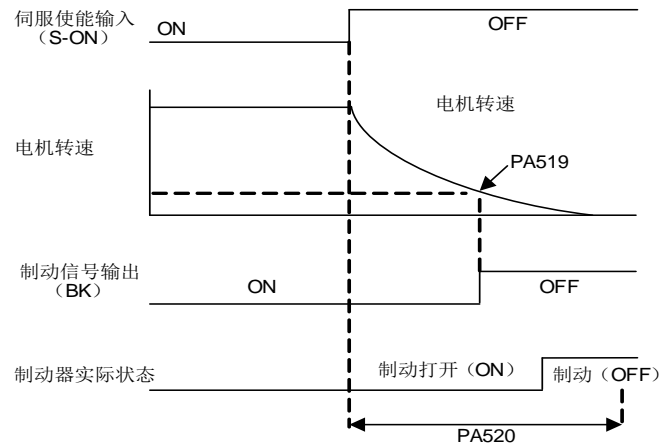 伺服使能输入
（S-ON）
ON
OFF
电机转速
电机转速
PA519
制动信号输出
（BK）
ON
OFF
制动器实际状态
制动打开（ON）
制动（OFF）
PA520